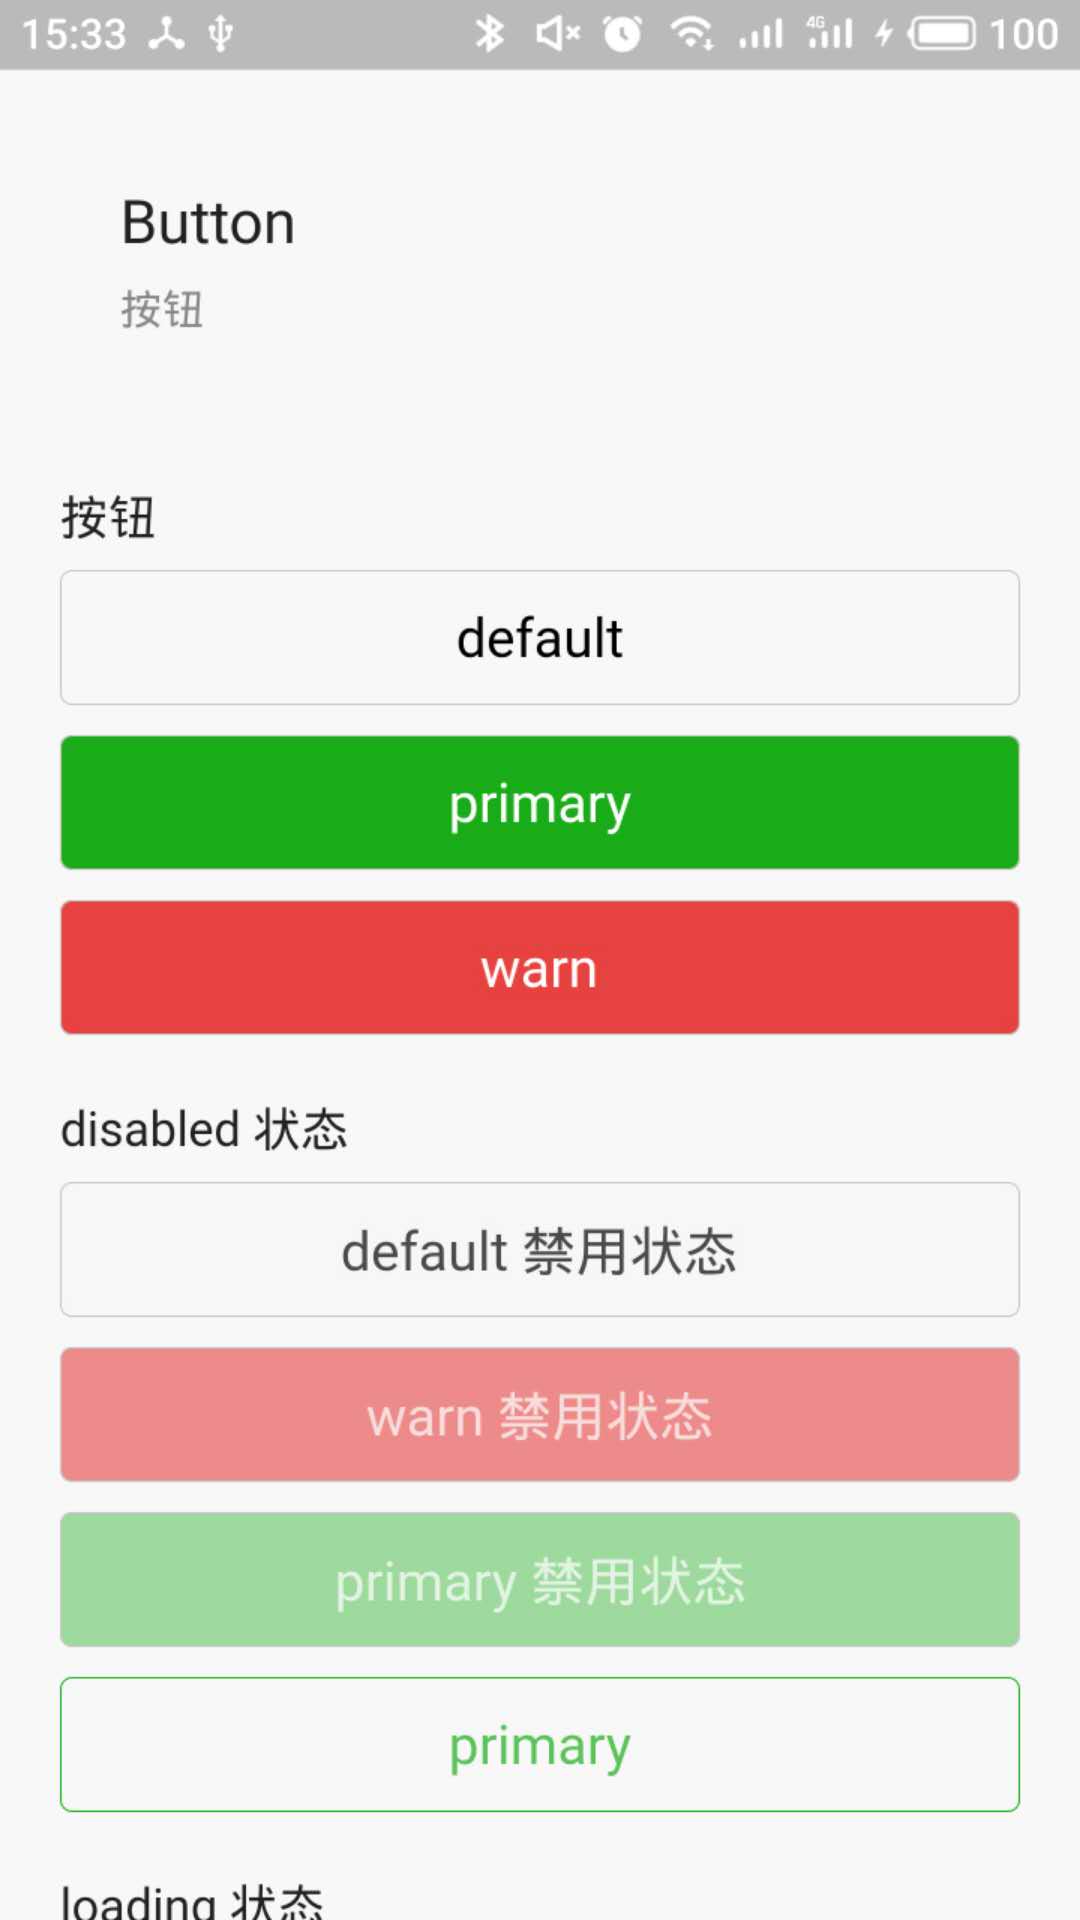 15:33 4G 100
Button
按钮
按钮
default
primary
warn
disabled 状态
default 禁用状态
warn 禁用状态
primary 禁用状态
primary
loading 状态